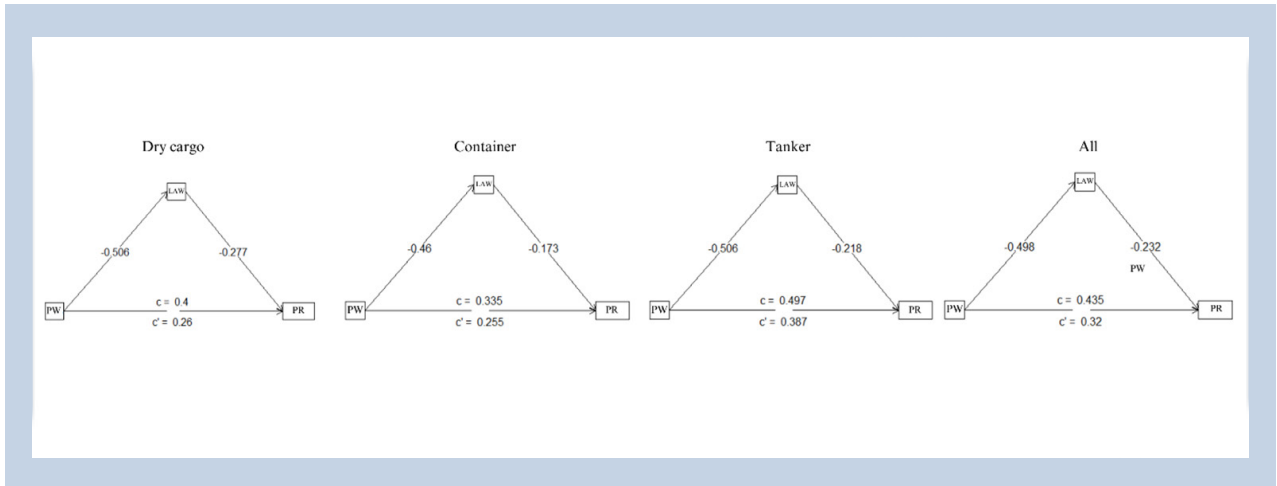 Dry cargo
LAW
-0.506
-0.277
PW
c = 0.4
c' = 0.26
PR
Container
LAW
-0.46
-0.173
PW
c = 0.335
c' = 0.255
PR
Tanker
LAW
-0.506
-0.218
PW
c = 0.497
c' = 0.387
PR
All
LAW
-0.498
-0.232
PW
PW
c = 0.435
c' = 0.32
PR